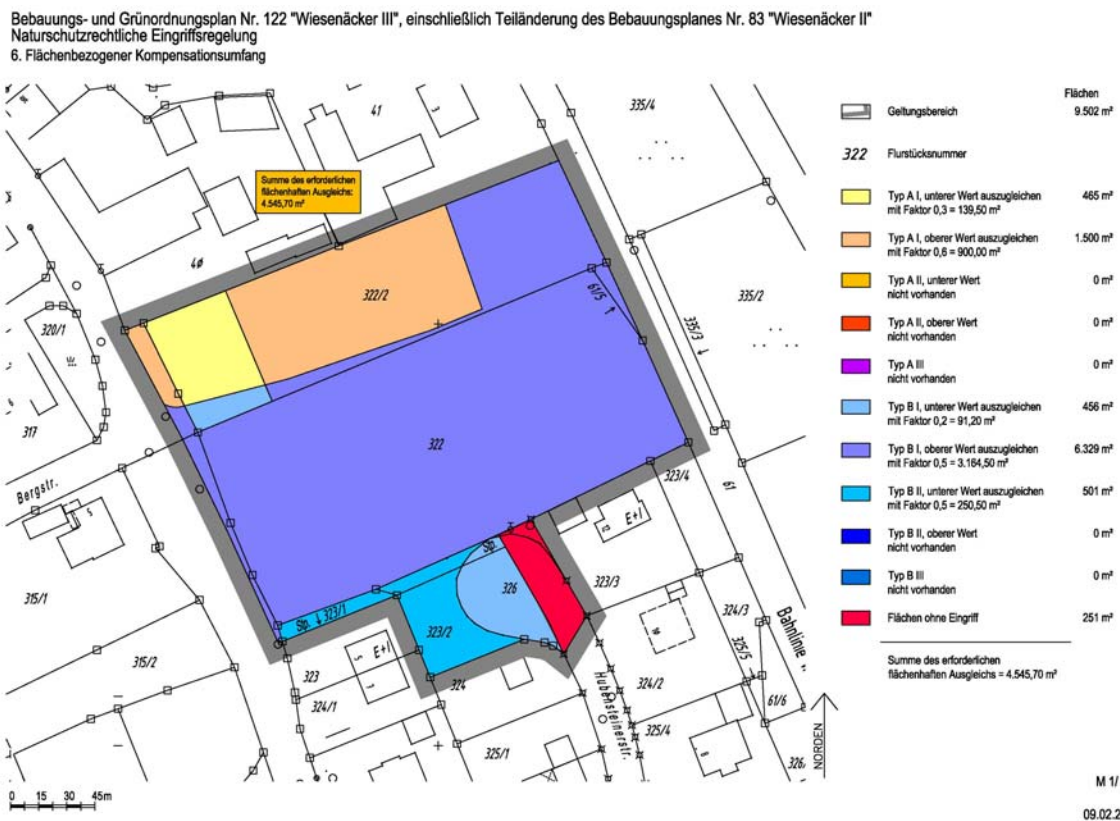 Bebauungs- und Grünordnungsplan Nr. 122 "Wiesenäcker III", einschließlich Teiländerung des Bebauungsplanes Nr. 83 "Wiesenäcker II"
Naturschutzrechtliche Eingriffsregelung
6. Flächenbezogener Kompensationsumfang
Flächen
Geltungsbereich 9.502 m²
322 Flurstücksnummer
Typ A I, unterer Wert auszugleichen 465 m²
mit Faktor 0,3 = 139,50 m²
Typ A I, oberer Wert auszugleichen 1.500 m²
mit Faktor 0,6 = 900,00 m²
Typ A II, unterer Wert 0 m²
nicht vorhanden
Typ A II, oberer Wert 0 m²
nicht vorhanden
Typ A III 0 m²
nicht vorhanden
Typ B I, unterer Wert auszugleichen 456 m²
mit Faktor 0,2 = 91,20 m²
Typ B I, oberer Wert auszugleichen 6.329 m²
mit Faktor 0,5 = 3.164,50 m²
Typ B II, unterer Wert auszugleichen 501 m²
mit Faktor 0,5 = 250,50 m²
Typ B II, oberer Wert 0 m²
nicht vorhanden
Typ B III 0 m²
nicht vorhanden
Flächen ohne Eingriff 251 m²
Summe des erforderlichen
flächenhaften Ausgleichs = 4.545,70 m²
Summe des erforderlichen
flächenhaften Ausgleichs:
4.545,70 m²
41
335/4
335/2
335/3
61/5
322/2
320/1
317
322
Bergstr.
315/1
315/2
Stp.
323/1
Stp.
326
323/2
E+I
323
324/1
324
325/1
E+I
323/4
61
323/3
324/3
325/5
324/2
325/4
61/6
326
Bahnlinie
Hubensteinerstr.
NORDEN
0 15 30 45m
M 1/
09.02.2